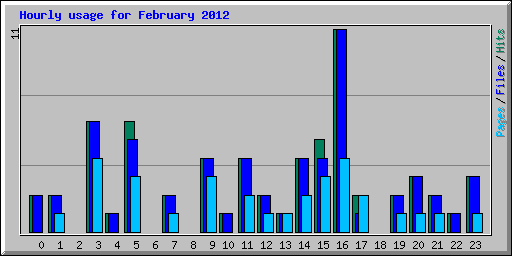 Hourly usage for February 2012
11
Pages / Files / Hits
0 1 2 3 4 5 6 7 8 9 10 11 12 13 14 15 16 17 18 19 20 21 22 23